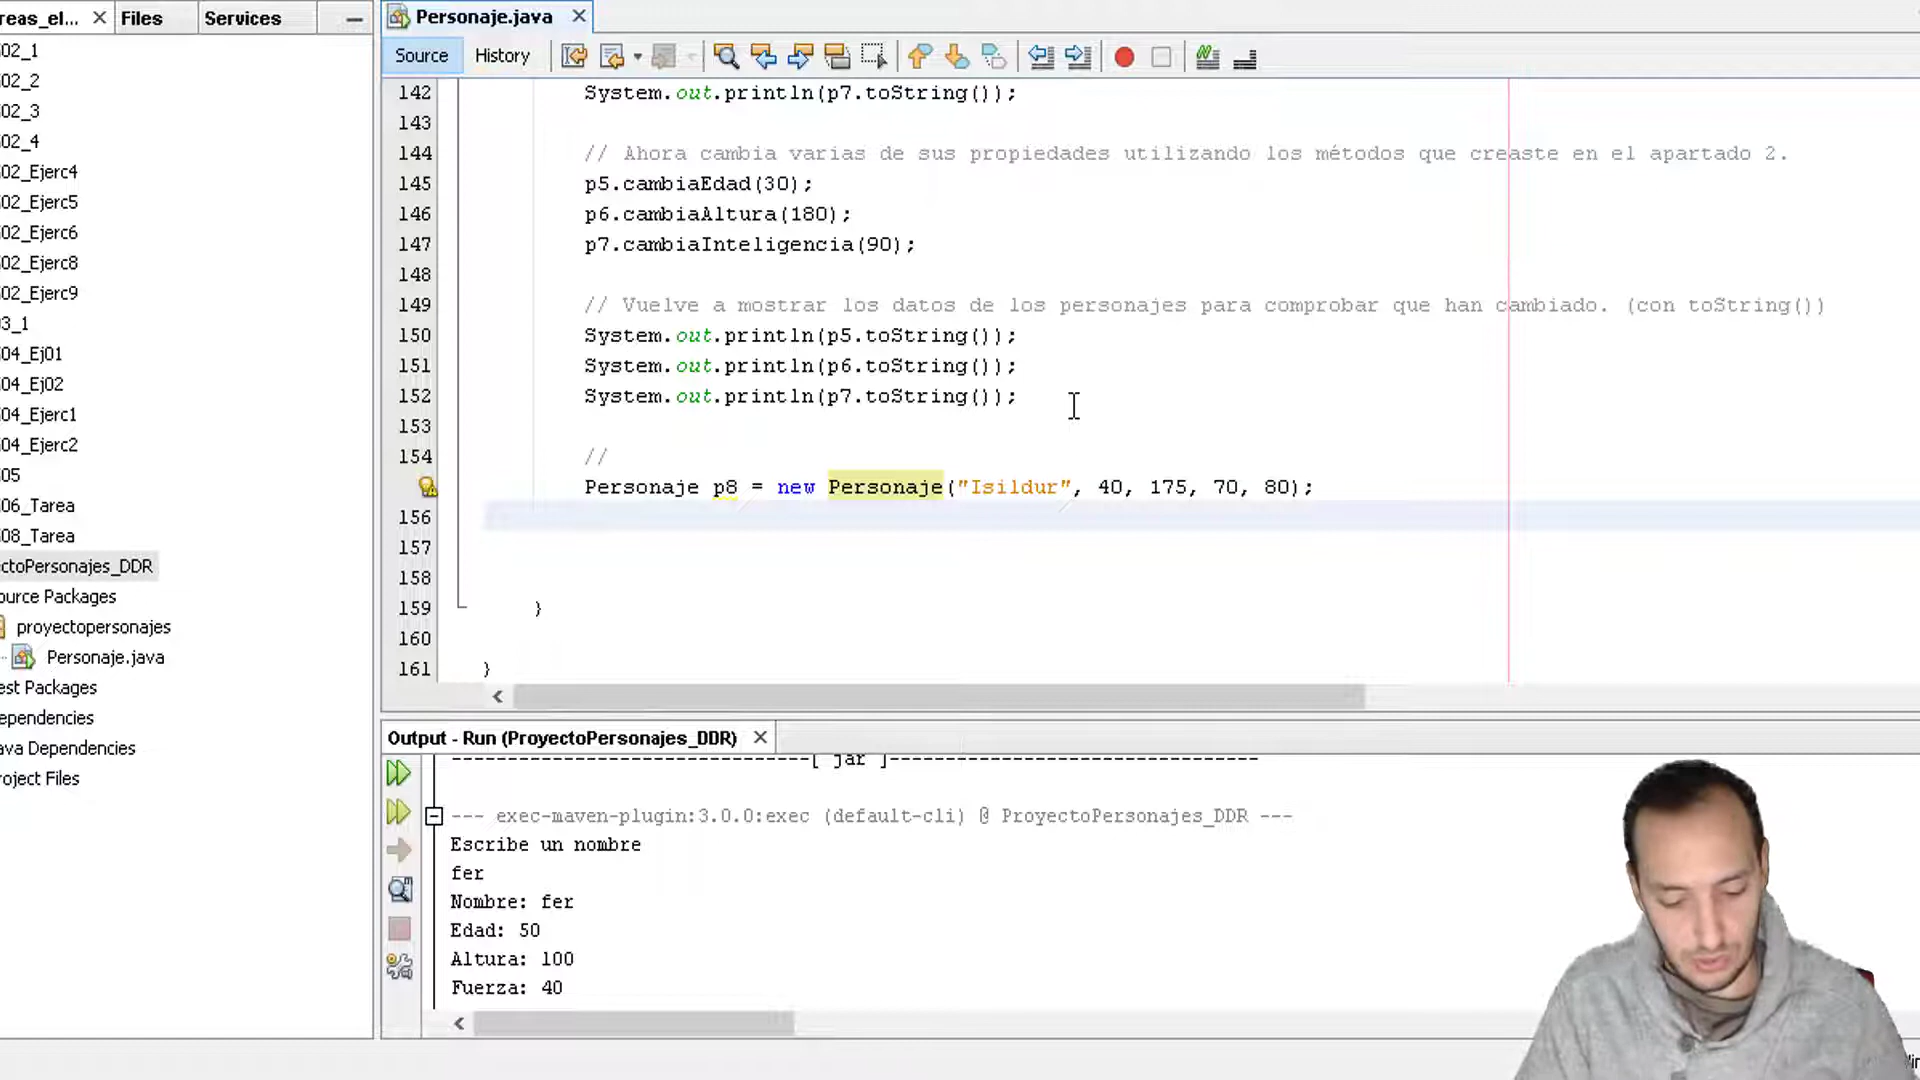 reas_el...
Files
Services
02_1
02_2
02_3
02_4
02_Ejerc4
02_Ejerc5
02_Ejerc6
02_Ejerc8
02_Ejerc9
3_1
04_Ej01
04_Ej02
04_Ejerc1
04_Ejerc2
05
06_Tarea
08_Tarea
ctoPersonajes_DDR
ource Packages
proyectopersonajes
Personaje.java
est Packages
ependencies
ava Dependencies
roject Files
Personaje.java
Source History
142 System.out.println(p7.toString());
143
144 // Ahora cambia varias de sus propiedades utilizando los métodos que creaste en el apartado 2.
145 p5.cambiaEdad(30);
146 p6.cambiaAltura(180);
147 p7.cambiaInteligencia(90);
148
149 // Vuelve a mostrar los datos de los personajes para comprobar que han cambiado. (con toString())
150 System.out.println(p5.toString());
151 System.out.println(p6.toString());
152 System.out.println(p7.toString());
153
154 //
Personaje p8 = new Personaje("Isildur", 40, 175, 70, 80);
156
157
158
159 }
160
161 }
Output - Run (ProyectoPersonajes_DDR)
--------------------------------[ jar ]---------------------------------
--- exec-maven-plugin:3.0.0:exec (default-cli) @ ProyectoPersonajes_DDR ---
Escribe un nombre
fer
Nombre: fer
Edad: 50
Altura: 100
Fuerza: 40